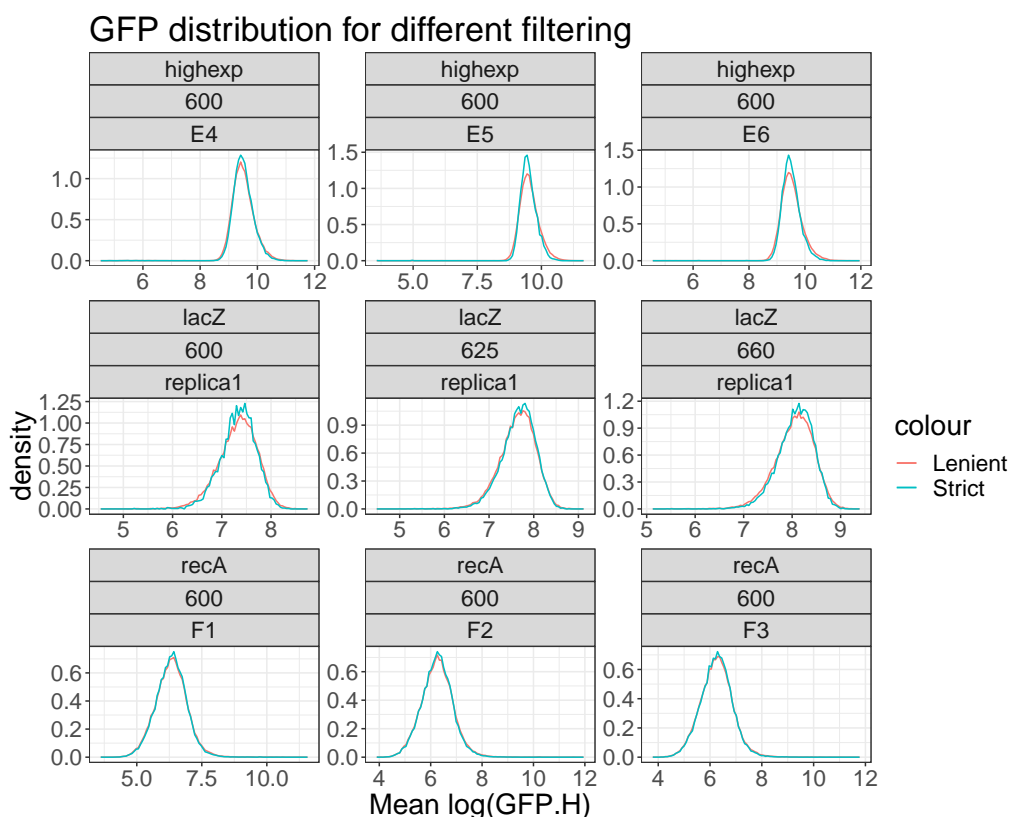 GFP distribution for different filtering
highexp highexp highexp
600 600 600
E4 E5 E6
1.0
0.5
0.0
6 8 10 12
1.5
1.0
0.5
0.0
5.0 7.5 10.0
1.5
1.0
0.5
0.0
6 8 10 12
lacZ lacZ lacZ
600 625 660
replica1 replica1 replica1
1.25
1.00
0.75
0.50
0.25
0.00
5 6 7 8
0.9
0.6
0.3
0.0
5 6 7 8 9
1.2
0.9
0.6
0.3
0.0
5 6 7 8 9
density
recA recA recA
600 600 600
F1 F2 F3
0.6
0.4
0.2
0.0
5.0 7.5 10.0
0.6
0.4
0.2
0.0
4 6 8 10 12
0.6
0.4
0.2
0.0
4 6 8 10 12
Mean log(GFP.H)
colour
Lenient
Strict